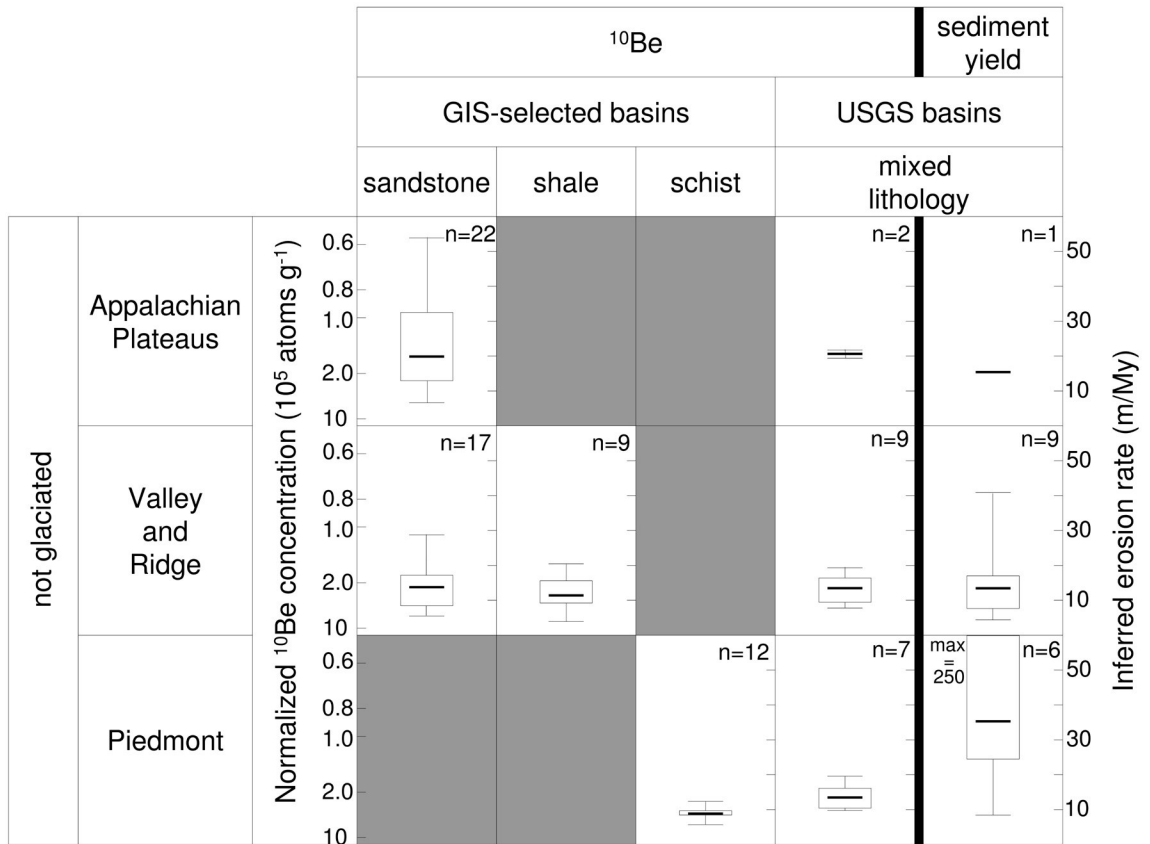 ¹⁰Be
sediment
yield
GIS-selected basins
USGS basins
sandstone
shale
schist
mixed
lithology
not glaciated
Normalized ¹⁰Be concentration (10⁵ atoms g⁻¹)
Inferred erosion rate (m/My)
Appalachian
Plateaus
0.6
0.8
1.0
2.0
10
n=22
n=2
n=1
50
30
10
Valley
and
Ridge
0.6
0.8
1.0
2.0
10
n=17
n=9
n=9
n=9
50
30
10
Piedmont
0.6
0.8
1.0
2.0
10
n=12
n=7
max
=
250
n=6
50
30
10